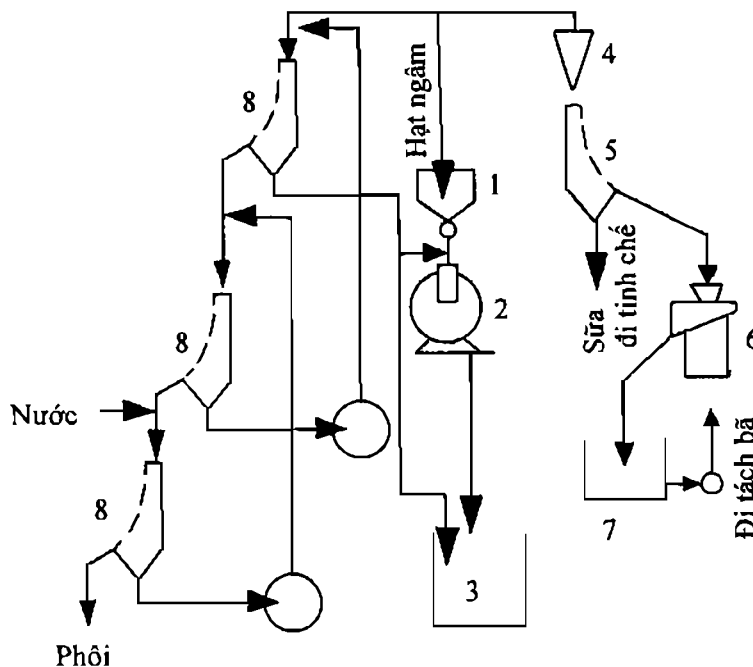 4
8
Hạt ngâm
5
1
Sữa
đi tinh chế
2
8
6
Nước
Đi tách bã
8
7
3
Phôi